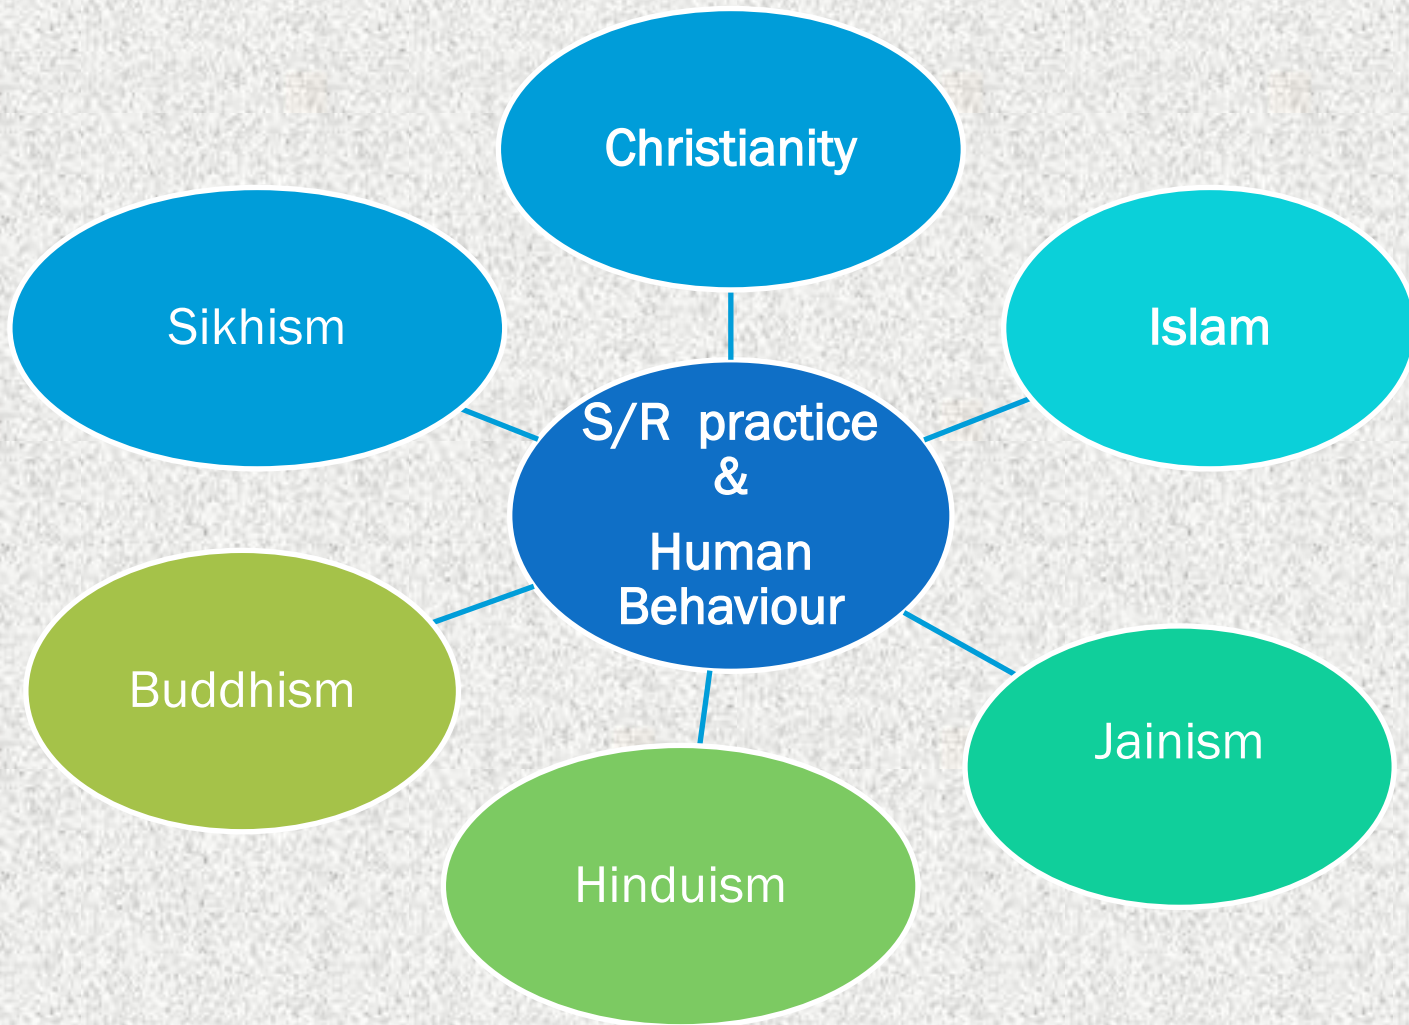 Christianity
Sikhism
Islam
S/R practice
&
Human
Behaviour
Buddhism
Jainism
Hinduism